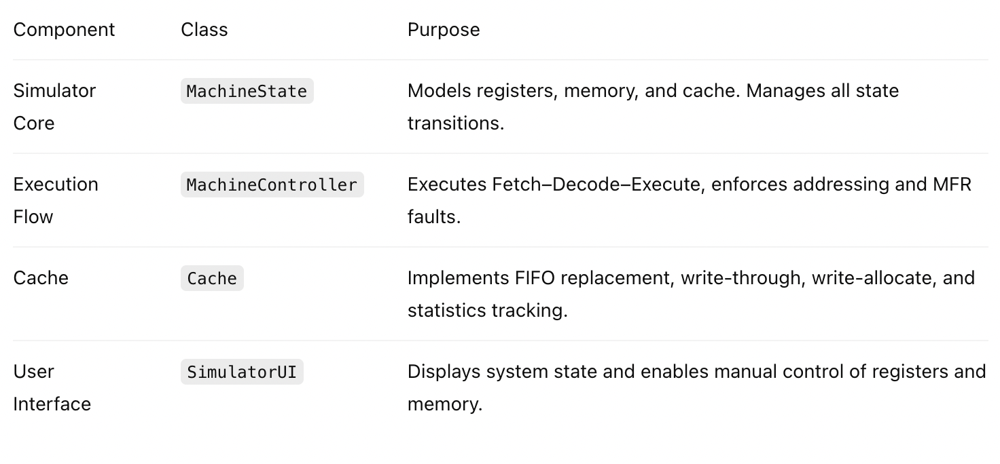 Component Class Purpose
Simulator Core MachineState Models registers, memory, and cache. Manages all state
transitions.
Execution Flow MachineController Executes Fetch–Decode–Execute, enforces addressing and MFR
faults.
Cache Cache Implements FIFO replacement, write-through, write-allocate, and
statistics tracking.
User Interface SimulatorUI Displays system state and enables manual control of registers and
memory.